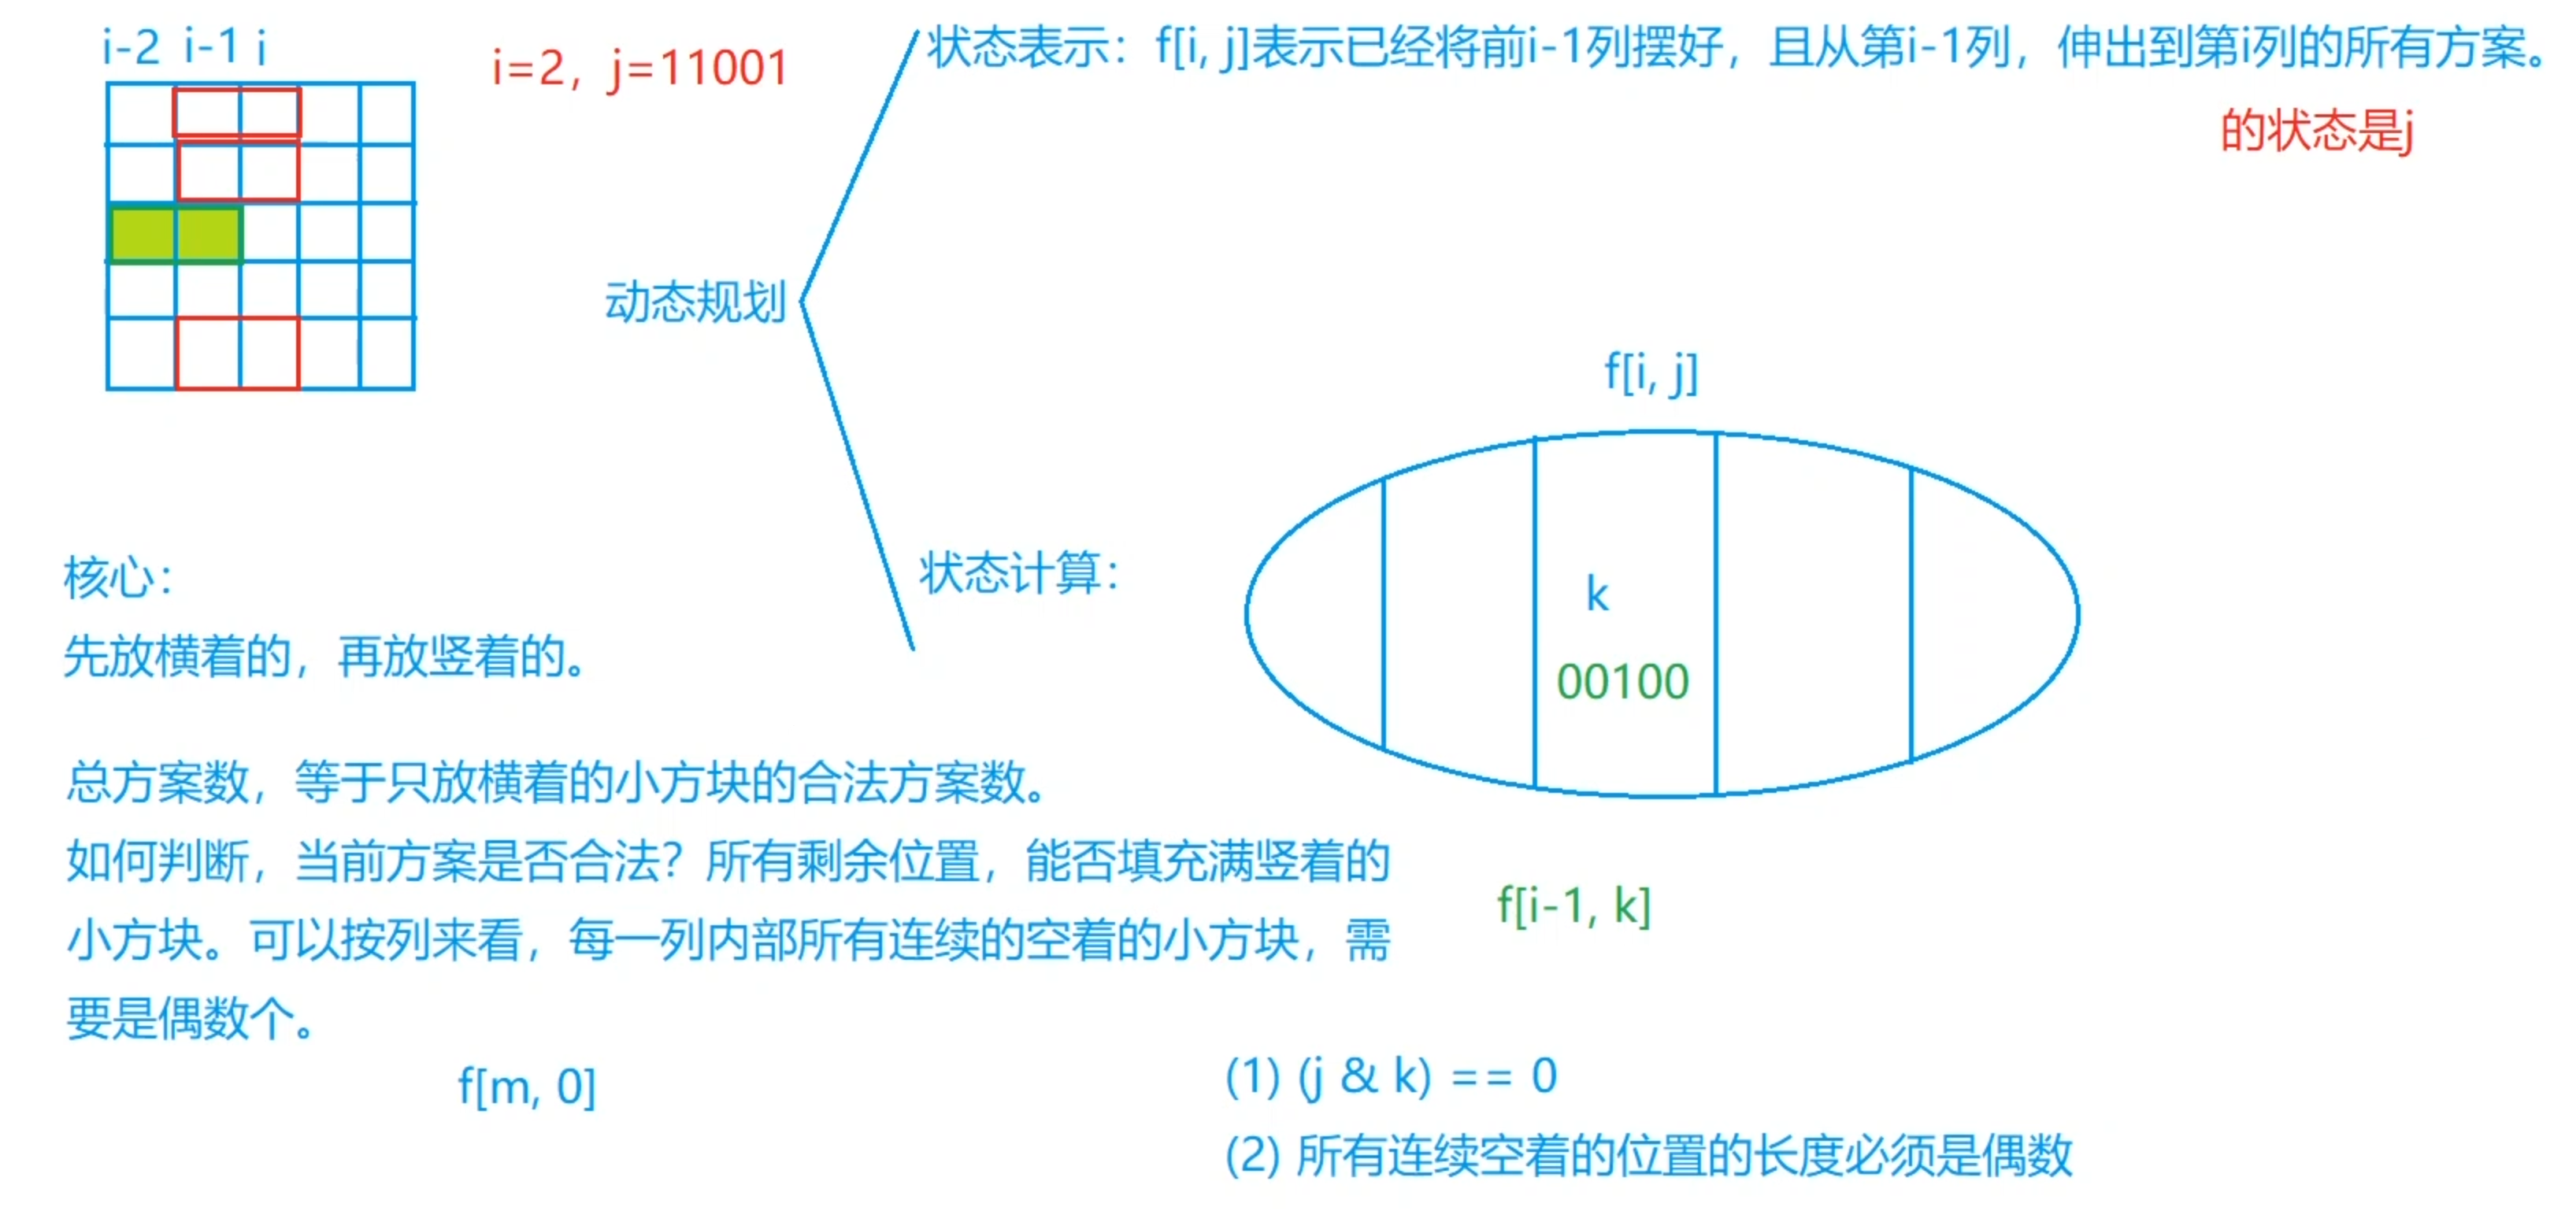 i-2 i-1 i
i=2，j=11001
状态表示：f[i, j]表示已经将前i-1列摆好，且从第i-1列，伸出到第i列的所有方案。
的状态是j
动态规划
f[i, j]
状态计算：
k
00100
核心：
先放横着的，再放竖着的。
总方案数，等于只放横着的小方块的合法方案数。
如何判断，当前方案是否合法？所有剩余位置，能否填充满竖着的
小方块。可以按列来看，每一列内部所有连续的空着的小方块，需
要是偶数个。
f[i-1, k]
f[m, 0]
(1) (j & k) == 0
(2) 所有连续空着的位置的长度必须是偶数